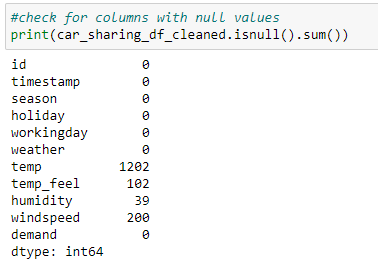 #check for columns with null values
print(car_sharing_df_cleaned.isnull().sum())
id 0
timestamp 0
season 0
holiday 0
workingday 0
weather 0
temp 1202
temp_feel 102
humidity 39
windspeed 200
demand 0
dtype: int64